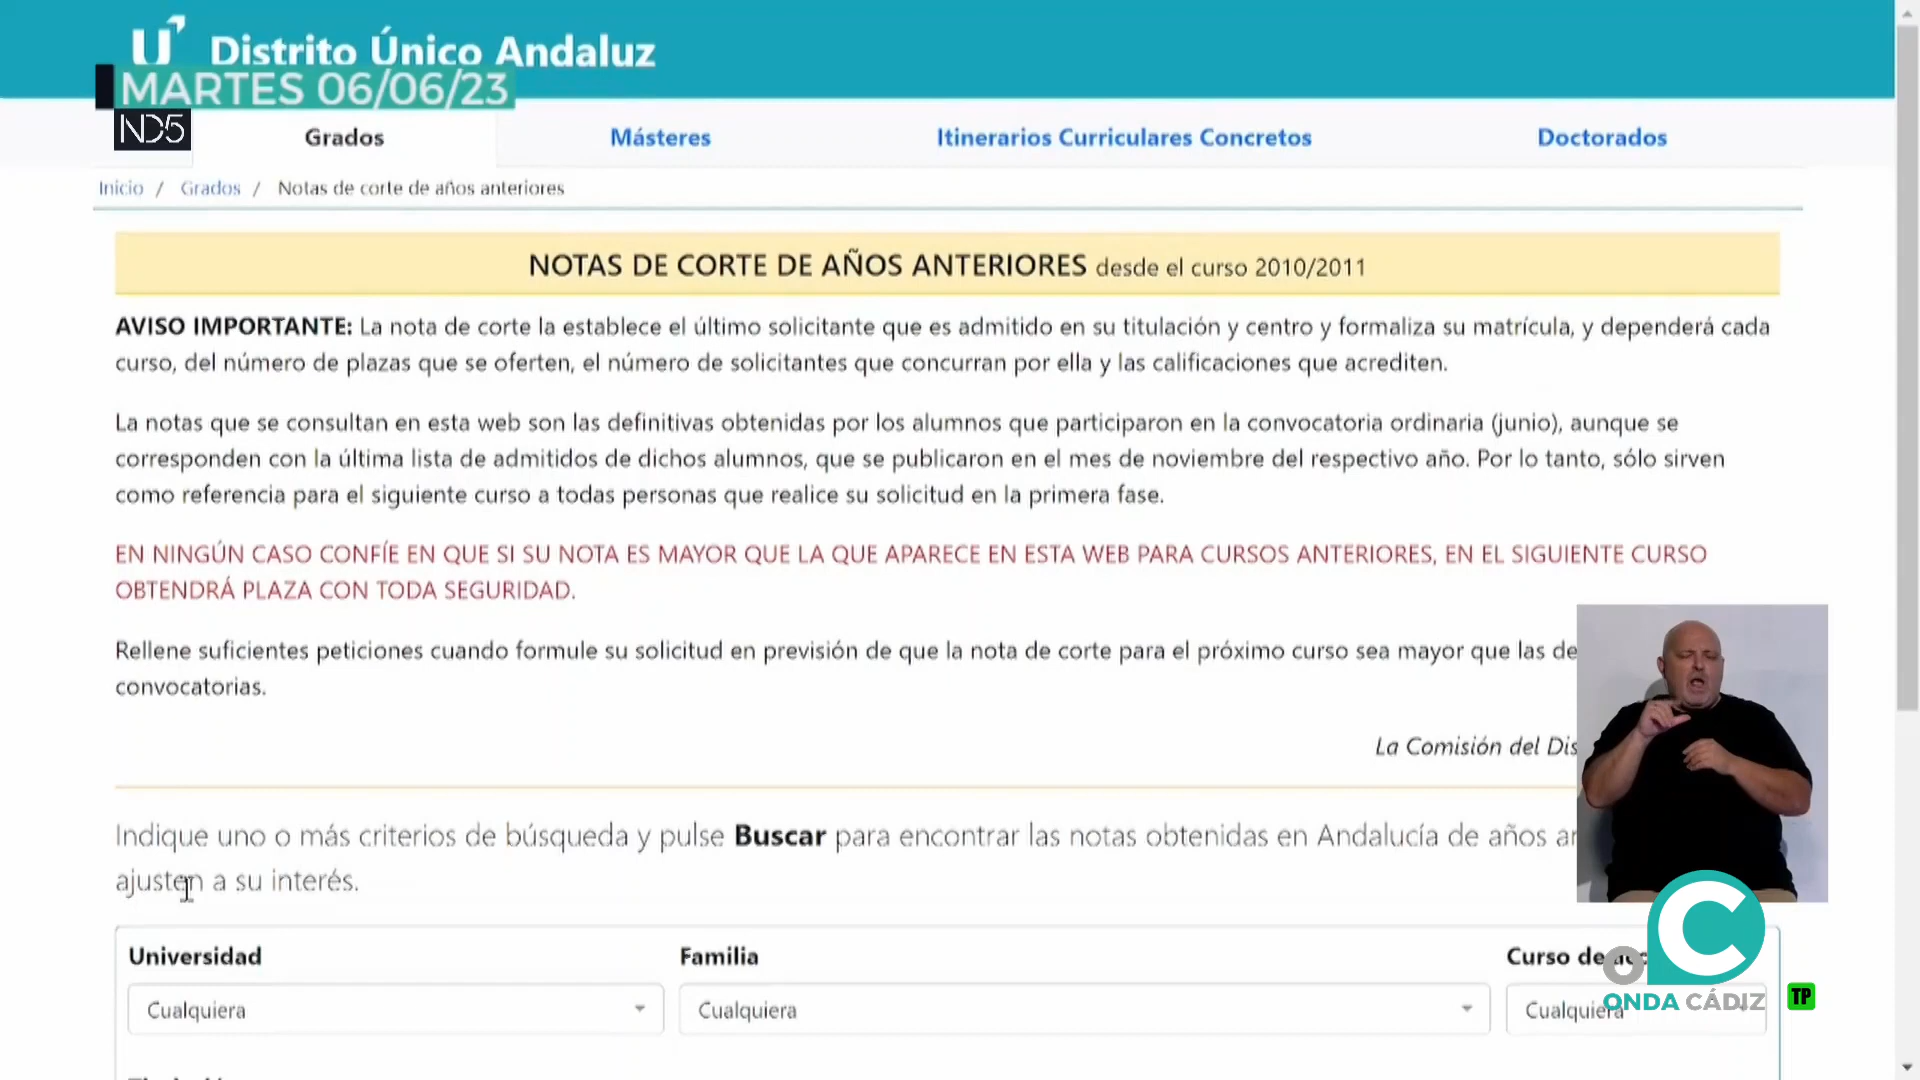 Distrito Único Andaluz
MARTES 06/06/23
ND5
Grados
Másteres
Itinerarios Curriculares Concretos
Doctorados
Inicio / Grados / Notas de corte de años anteriores
NOTAS DE CORTE DE AÑOS ANTERIORES desde el curso 2010/2011
AVISO IMPORTANTE: La nota de corte la establece el último solicitante que es admitido en su titulación y centro y formaliza su matrícula, y dependerá cada
curso, del número de plazas que se oferten, el número de solicitantes que concurran por ella y las calificaciones que acrediten.
La notas que se consultan en esta web son las definitivas obtenidas por los alumnos que participaron en la convocatoria ordinaria (junio), aunque se
corresponden con la última lista de admitidos de dichos alumnos, que se publicaron en el mes de noviembre del respectivo año. Por lo tanto, sólo sirven
como referencia para el siguiente curso a todas personas que realice su solicitud en la primera fase.
EN NINGÚN CASO CONFÍE EN QUE SI SU NOTA ES MAYOR QUE LA QUE APARECE EN ESTA WEB PARA CURSOS ANTERIORES, EN EL SIGUIENTE CURSO
OBTENDRÁ PLAZA CON TODA SEGURIDAD.
Rellene suficientes peticiones cuando formule su solicitud en previsión de que la nota de corte para el próximo curso sea mayor que las de
convocatorias.
La Comisión del Dis
Indique uno o más criterios de búsqueda y pulse Buscar para encontrar las notas obtenidas en Andalucía de años
ajusten a su interés.
Universidad
Familia
Curso de
Cualquiera
Cualquiera
Cualquiera
ONDA CÁDIZ
TP